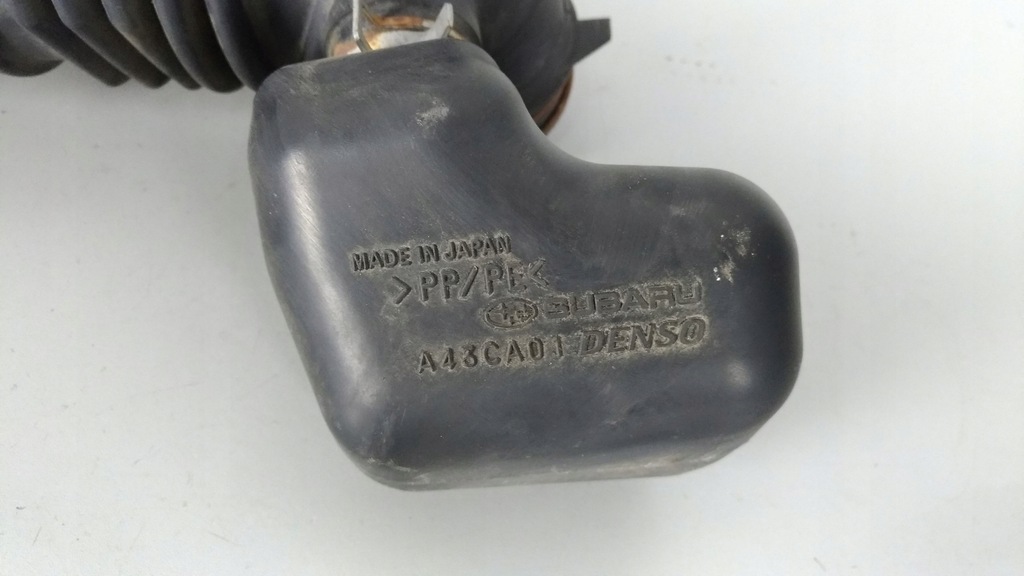 MADE IN JAPAN
>PP/PE<
SUBARU
A43CA01 DENSO